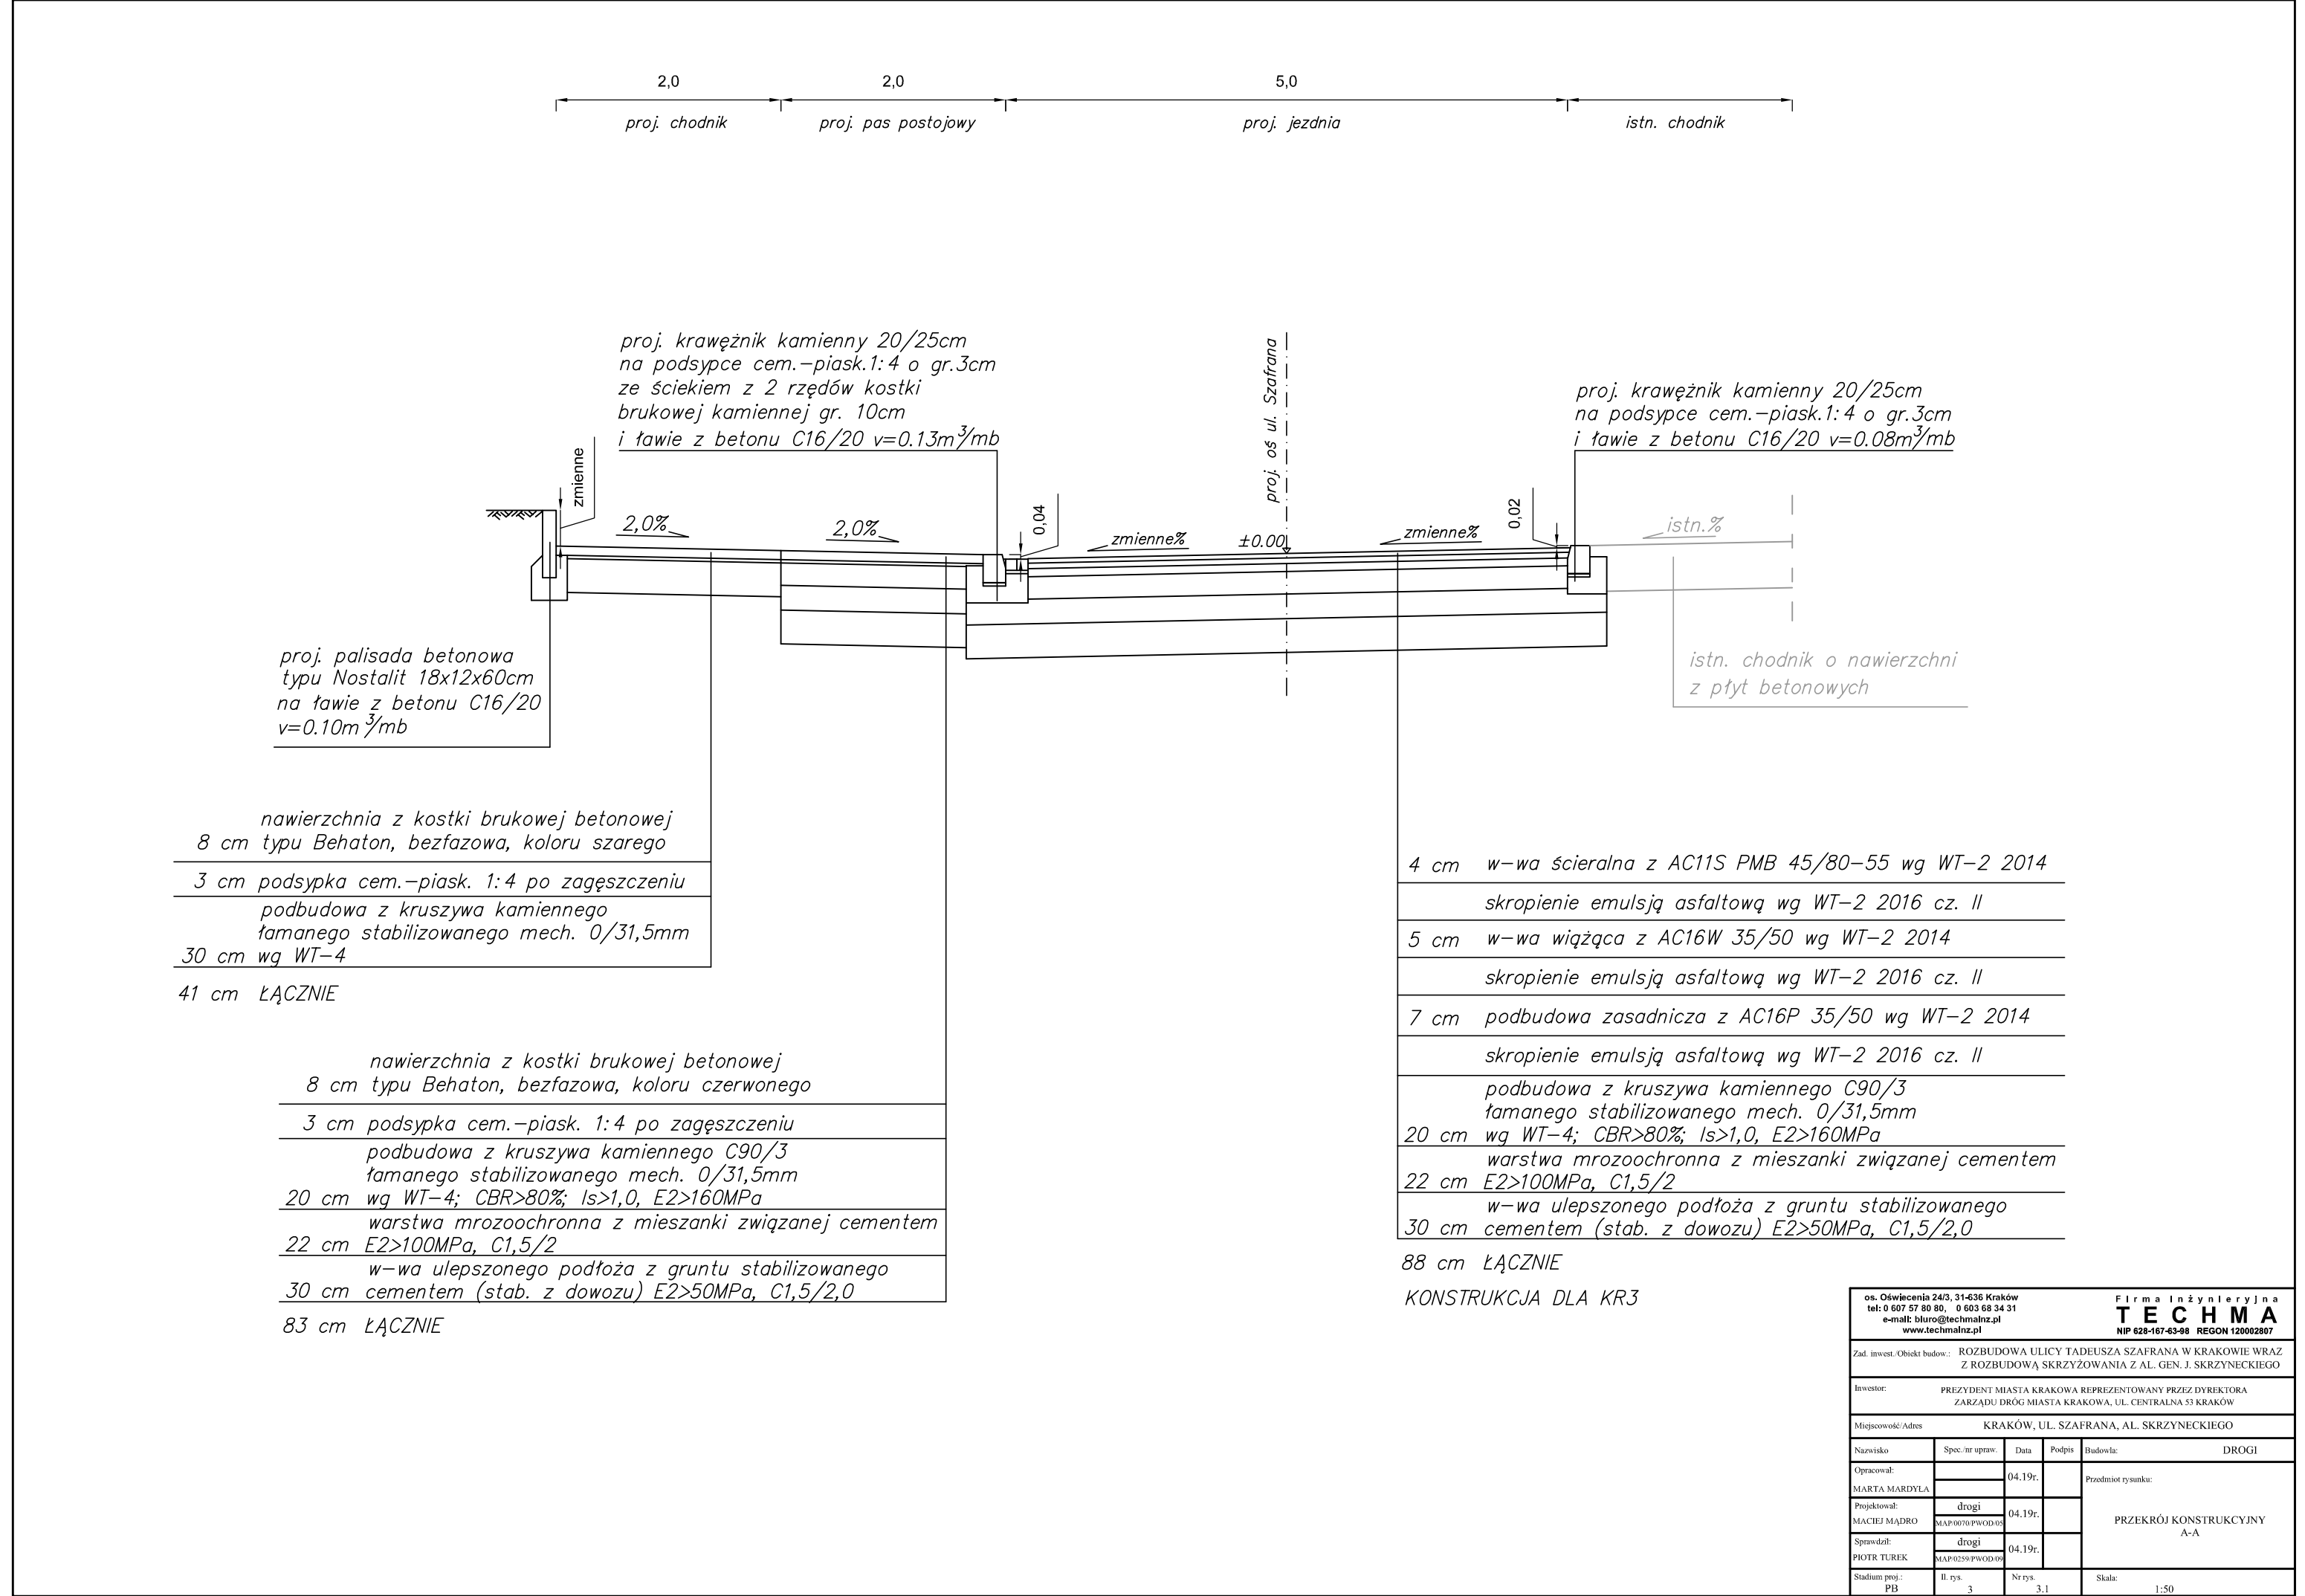 2,0
2,0
5,0
proj. chodnik
proj. pas postojowy
proj. jezdnia
istn. chodnik
proj. krawężnik kamienny 20/25cm
na podsypce cem.-piask.1:4 o gr.3cm
ze ściekiem z 2 rzędów kostki
brukowej kamiennej gr. 10cm
i ławie z betonu C16/20 v=0.13m³/mb
proj. oś ul. Szafrana
proj. krawężnik kamienny 20/25cm
na podsypce cem.-piask.1:4 o gr.3cm
i ławie z betonu C16/20 v=0.08m³/mb
zmienne
2,0%
2,0%
0,04
zmienne%
±0.00
zmienne%
0,02
istn.%
proj. palisada betonowa
typu Nostalit 18x12x60cm
na ławie z betonu C16/20
v=0.10m³/mb
istn. chodnik o nawierzchni
z płyt betonowych
nawierzchnia z kostki brukowej betonowej
8 cm typu Behaton, bezfazowa, koloru szarego
3 cm podsypka cem.-piask. 1:4 po zagęszczeniu
podbudowa z kruszywa kamiennego
łamanego stabilizowanego mech. 0/31,5mm
30 cm wg WT-4
41 cm ŁĄCZNIE
nawierzchnia z kostki brukowej betonowej
8 cm typu Behaton, bezfazowa, koloru czerwonego
3 cm podsypka cem.-piask. 1:4 po zagęszczeniu
podbudowa z kruszywa kamiennego C90/3
łamanego stabilizowanego mech. 0/31,5mm
20 cm wg WT-4; CBR>80%; Is>1,0, E2>160MPa
warstwa mrozoochronna z mieszanki związanej cementem
22 cm E2>100MPa, C1,5/2
w-wa ulepszonego podłoża z gruntu stabilizowanego
30 cm cementem (stab. z dowozu) E2>50MPa, C1,5/2,0
83 cm ŁĄCZNIE
4 cm w-wa ścieralna z AC11S PMB 45/80-55 wg WT-2 2014
skropienie emulsją asfaltową wg WT-2 2016 cz. II
5 cm w-wa wiążąca z AC16W 35/50 wg WT-2 2014
skropienie emulsją asfaltową wg WT-2 2016 cz. II
7 cm podbudowa zasadnicza z AC16P 35/50 wg WT-2 2014
skropienie emulsją asfaltową wg WT-2 2016 cz. II
podbudowa z kruszywa kamiennego C90/3
łamanego stabilizowanego mech. 0/31,5mm
20 cm wg WT-4; CBR>80%; Is>1,0, E2>160MPa
warstwa mrozoochronna z mieszanki związanej cementem
22 cm E2>100MPa, C1,5/2
w-wa ulepszonego podłoża z gruntu stabilizowanego
30 cm cementem (stab. z dowozu) E2>50MPa, C1,5/2,0
88 cm ŁĄCZNIE
KONSTRUKCJA DLA KR3
os. Oświecenia 24/3, 31-636 Kraków
tel: 0 607 57 80 80, 0 603 68 34 31
e-mail: biuro@techmainz.pl
www.techmainz.pl
Firma Inżynieryjna
TECHMA
NIP 628-167-63-98 REGON 120002807
Zad. inwest./Obiekt budow.: ROZBUDOWA ULICY TADEUSZA SZAFRANA W KRAKOWIE WRAZ
Z ROZBUDOWĄ SKRZYŻOWANIA Z AL. GEN. J. SKRZYNECKIEGO
Inwestor: PREZYDENT MIASTA KRAKOWA REPREZENTOWANY PRZEZ DYREKTORA
ZARZĄDU DRÓG MIASTA KRAKOWA, UL. CENTRALNA 53 KRAKÓW
Miejscowość/Adres KRAKÓW, UL. SZAFRANA, AL. SKRZYNECKIEGO
Nazwisko Spec./nr upraw. Data Podpis Budowla: DROGI
Opracował:
MARTA MARDYŁA
04.19r.
Przedmiot rysunku:
Projektował:
MACIEJ MĄDRO
drogi
MAP/0070/PWOD/05
04.19r.
PRZEKRÓJ KONSTRUKCYJNY
A-A
Sprawdził:
PIOTR TUREK
drogi
MAP/0259/PWOD/09
04.19r.
Stadium proj.: PB
Il. rys. 3
Nr rys. 3.1
Skala: 1:50